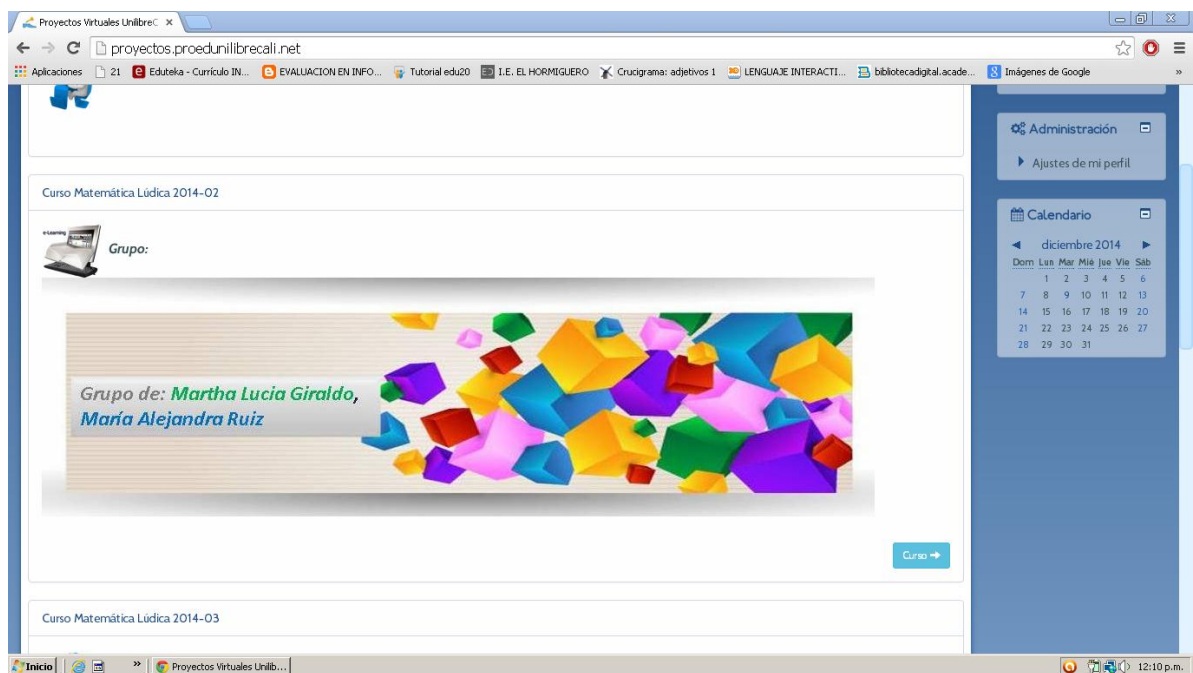 Proyectos Virtuales UnilibreC
proyectos.proedunilibrecali.net
Aplicaciones 21 Eduteka - Currículo IN... EVALUACION EN INFO... Tutorial edu20 I.E. EL HORMIGUERO Crucigrama: adjetivos 1 LENGUAJE INTERACTI... bibliotecadigital.acade... Imágenes de Google »
Administración
Ajustes de mi perfil
Curso Matemática Lúdica 2014-02
e-Learning
Grupo:
Grupo de: Martha Lucia Giraldo,
María Alejandra Ruiz
Curso
Calendario
diciembre 2014
Dom Lun Mar Mié Jue Vie Sáb
1 2 3 4 5 6
7 8 9 10 11 12 13
14 15 16 17 18 19 20
21 22 23 24 25 26 27
28 29 30 31
Curso Matemática Lúdica 2014-03
Inicio » Proyectos Virtuales Unilib... 12:10 p.m.